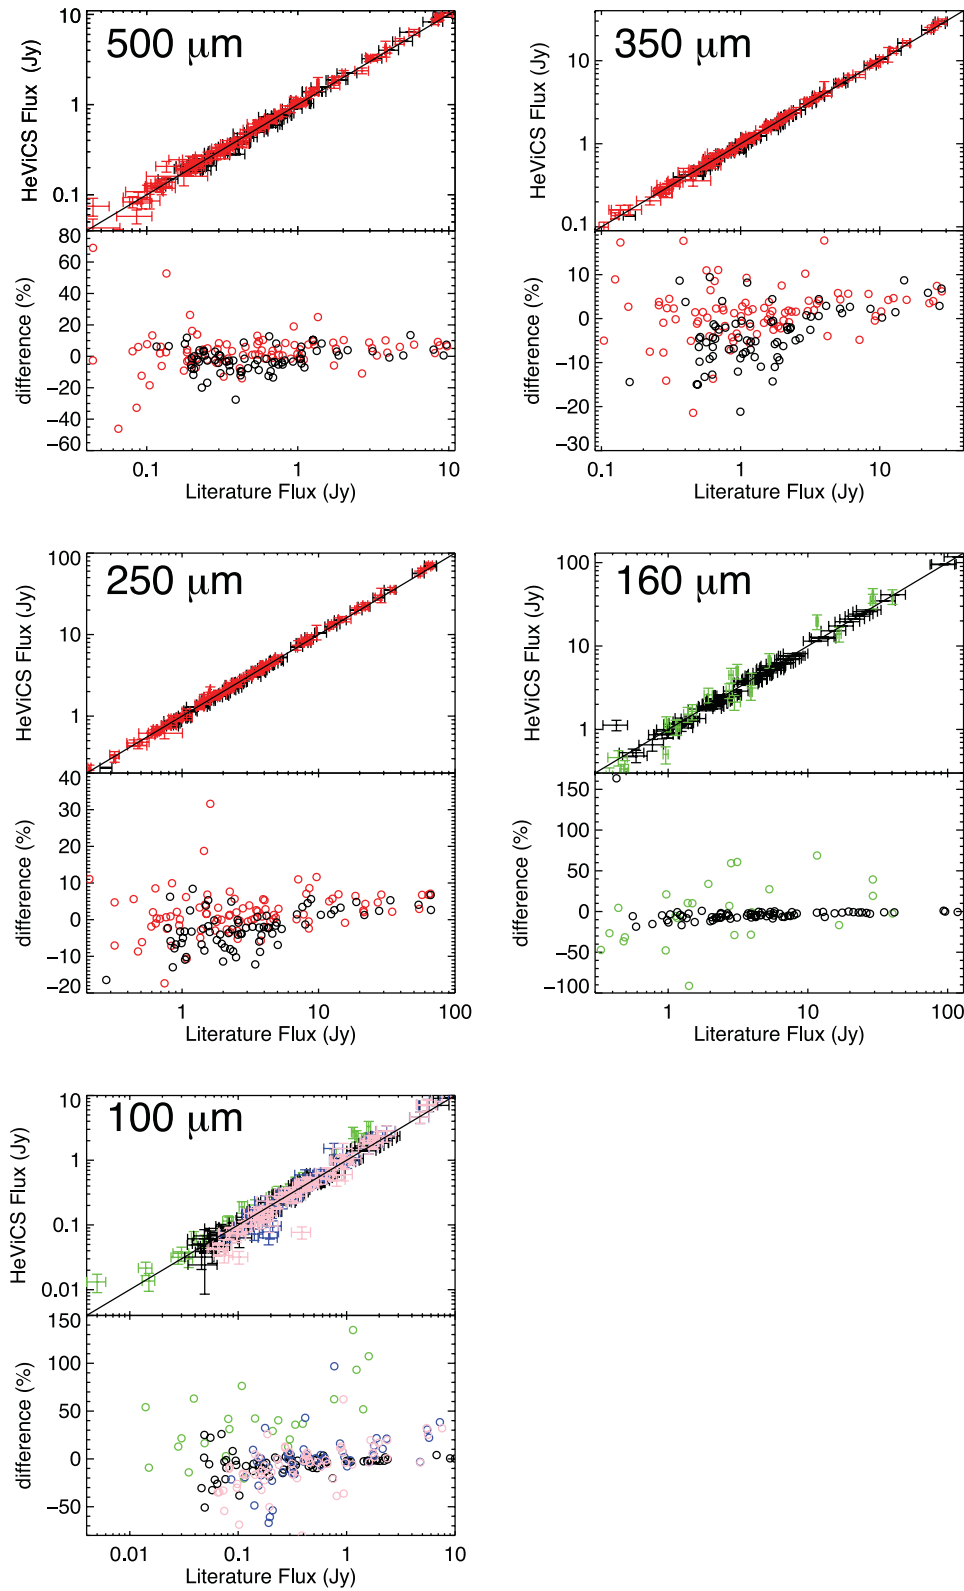 500 μm
HeViCS Flux (Jy)
10
1
0.1
difference (%)
80
60
40
20
0
−20
−40
−60
0.1 1 10
Literature Flux (Jy)
350 μm
HeViCS Flux (Jy)
10
1
0.1
difference (%)
10
0
−10
−20
−30
0.1 1 10
Literature Flux (Jy)
250 μm
HeViCS Flux (Jy)
100
10
1
difference (%)
40
30
20
10
0
−10
−20
1 10 100
Literature Flux (Jy)
160 μm
HeViCS Flux (Jy)
100
10
1
difference (%)
150
100
50
0
−50
−100
1 10 100
Literature Flux (Jy)
100 μm
HeViCS Flux (Jy)
10
1
0.1
0.01
difference (%)
150
100
50
0
−50
0.01 0.1 1 10
Literature Flux (Jy)